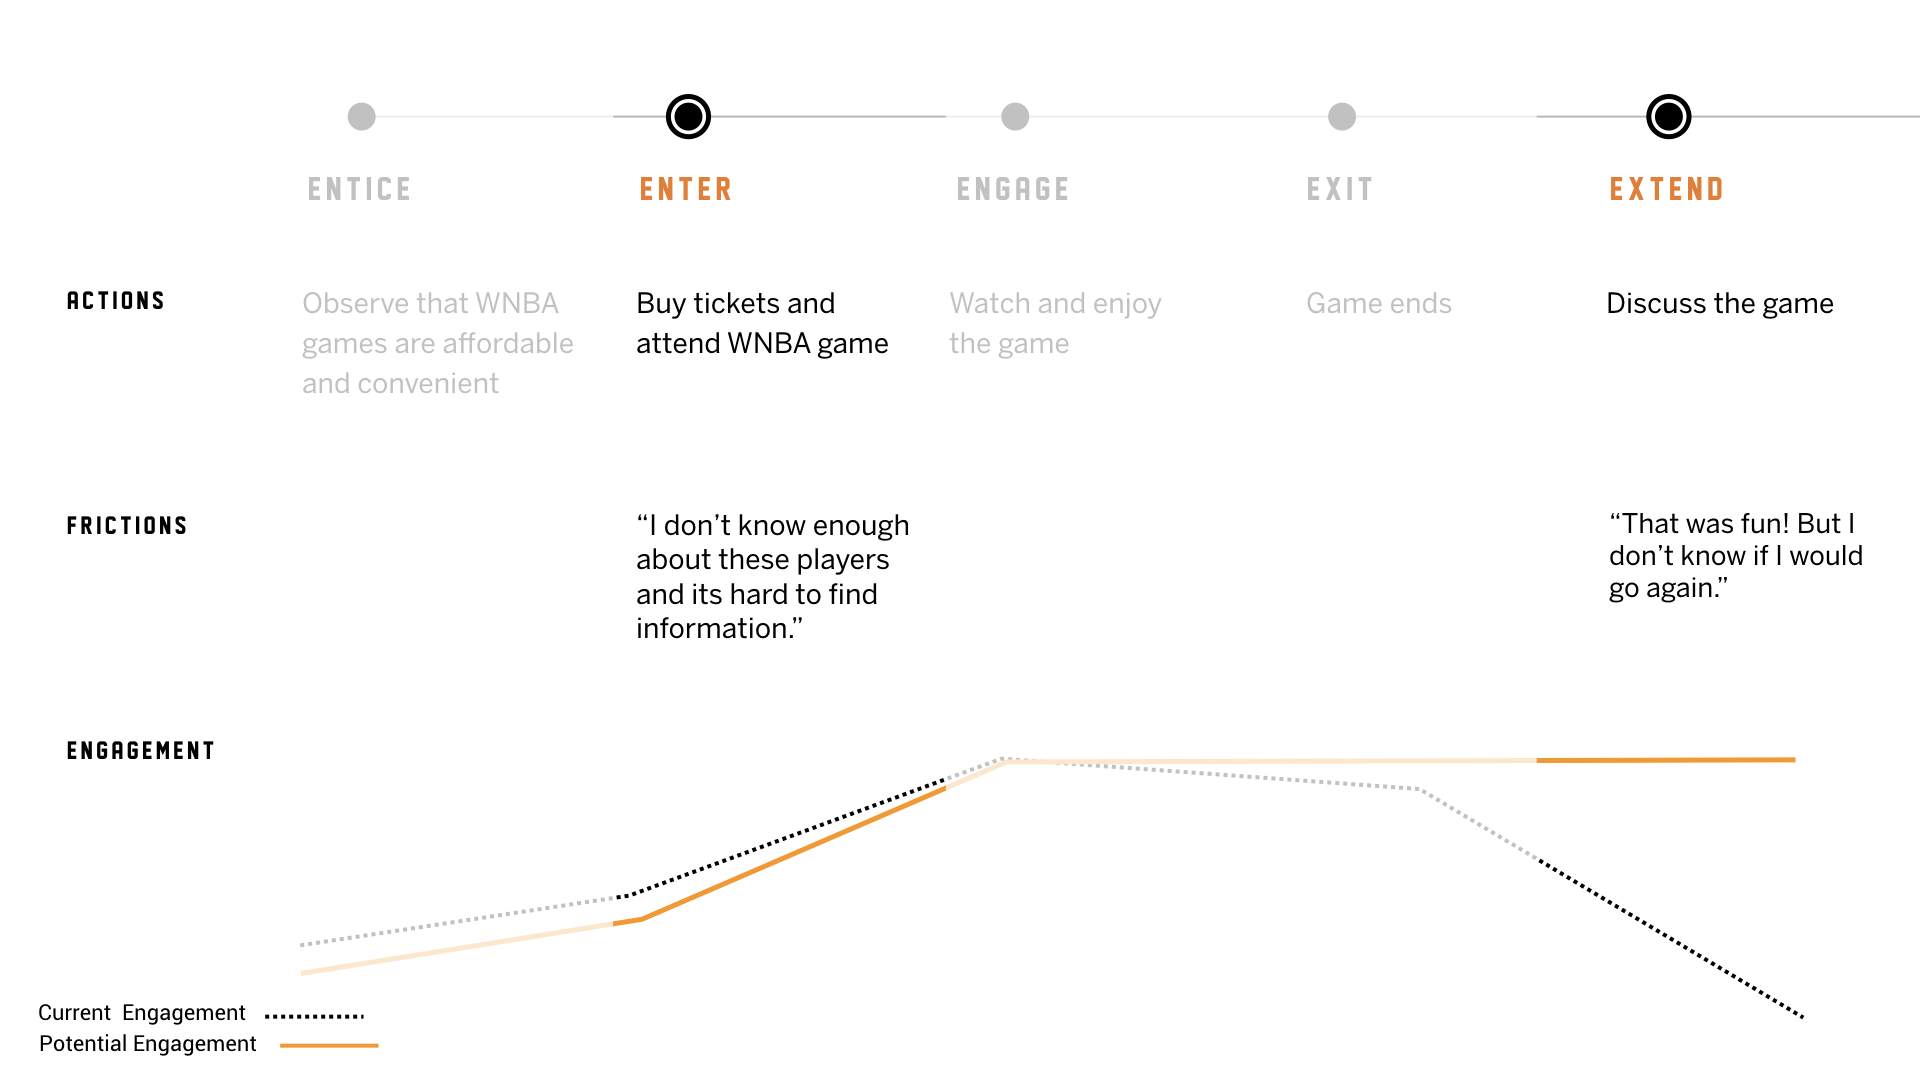 ENTICE
ENTER
ENGAGE
EXIT
EXTEND
ACTIONS
Observe that WNBA
games are affordable
and convenient
Buy tickets and
attend WNBA game
Watch and enjoy
the game
Game ends
Discuss the game
FRICTIONS
“I don’t know enough
about these players
and its hard to find
information.”
“That was fun! But I
don’t know if I would
go again.”
ENGAGEMENT
Current Engagement
Potential Engagement